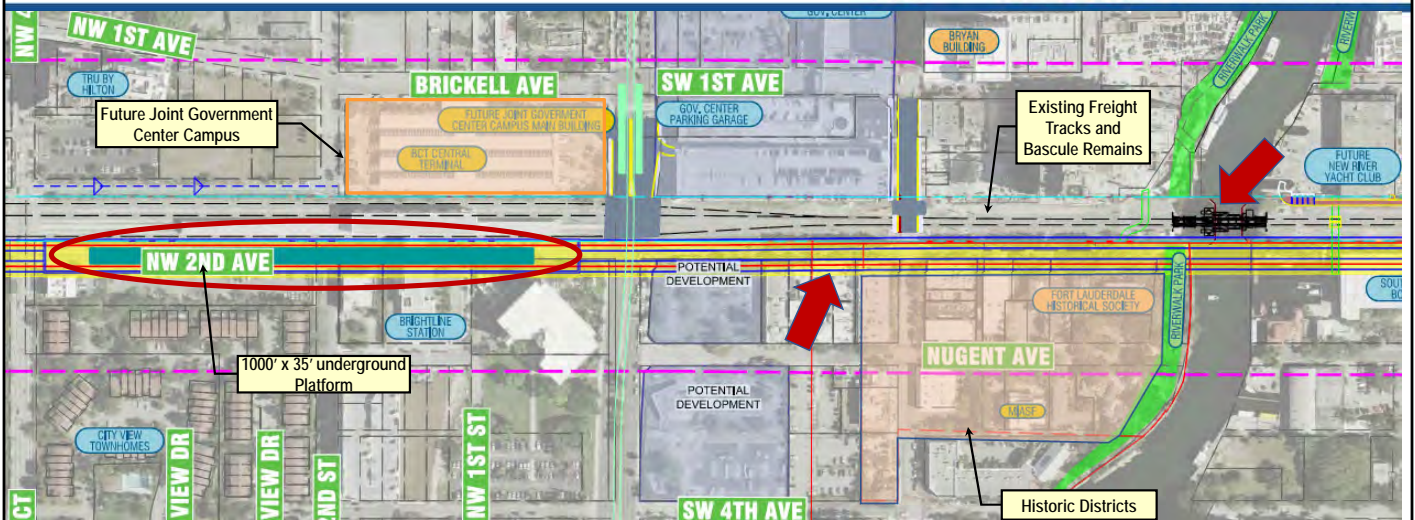 NW 1ST AVE
GOV. CENTER
BRYAN
BUILDING
RIVERWALK PARK
TRU BY
HILTON
BRICKELL AVE
SW 1ST AVE
Future Joint Government
Center Campus
FUTURE JOINT GOVERMENT
CENTER CAMPUS MAIN BUILDING
GOV. CENTER
PARKING GARAGE
Existing Freight
Tracks and
Bascule Remains
BCT CENTRAL
TERMINAL
FUTURE
NEW RIVER
YACHT CLUB
NW 2ND AVE
POTENTIAL
DEVELOPMENT
RIVERWALK PARK
FORT LAUDERDALE
HISTORICAL SOCIETY
BRIGHTLINE
STATION
NUGENT AVE
1000' x 35' underground
Platform
POTENTIAL
DEVELOPMENT
MIASF
CITY VIEW
TOWNHOMES
VIEW DR
VIEW DR
2ND ST
NW 1ST ST
CT
SW 4TH AVE
Historic Districts